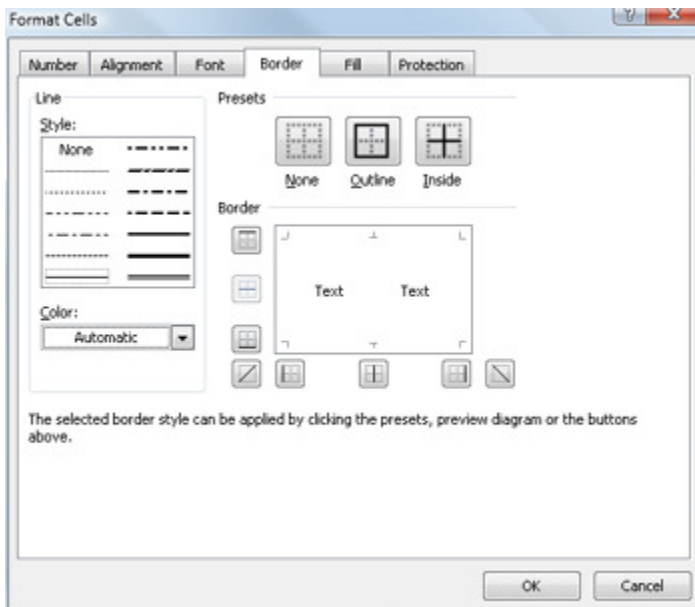 Format Cells
?
Number Alignment Font Border Fill Protection
Line
Style:
None
Color:
Automatic
Presets
None Outline Inside
Border
Text Text
The selected border style can be applied by clicking the presets, preview diagram or the buttons
above.
OK Cancel